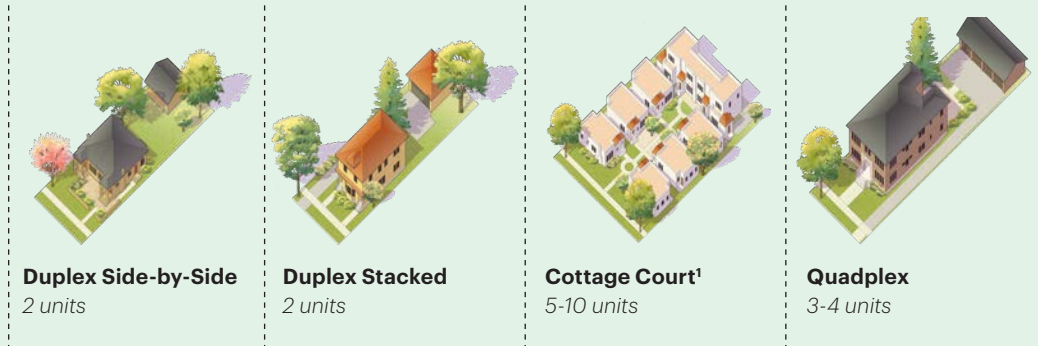 Duplex Side-by-Side
2 units
Duplex Stacked
2 units
Cottage Court¹
5-10 units
Quadplex
3-4 units